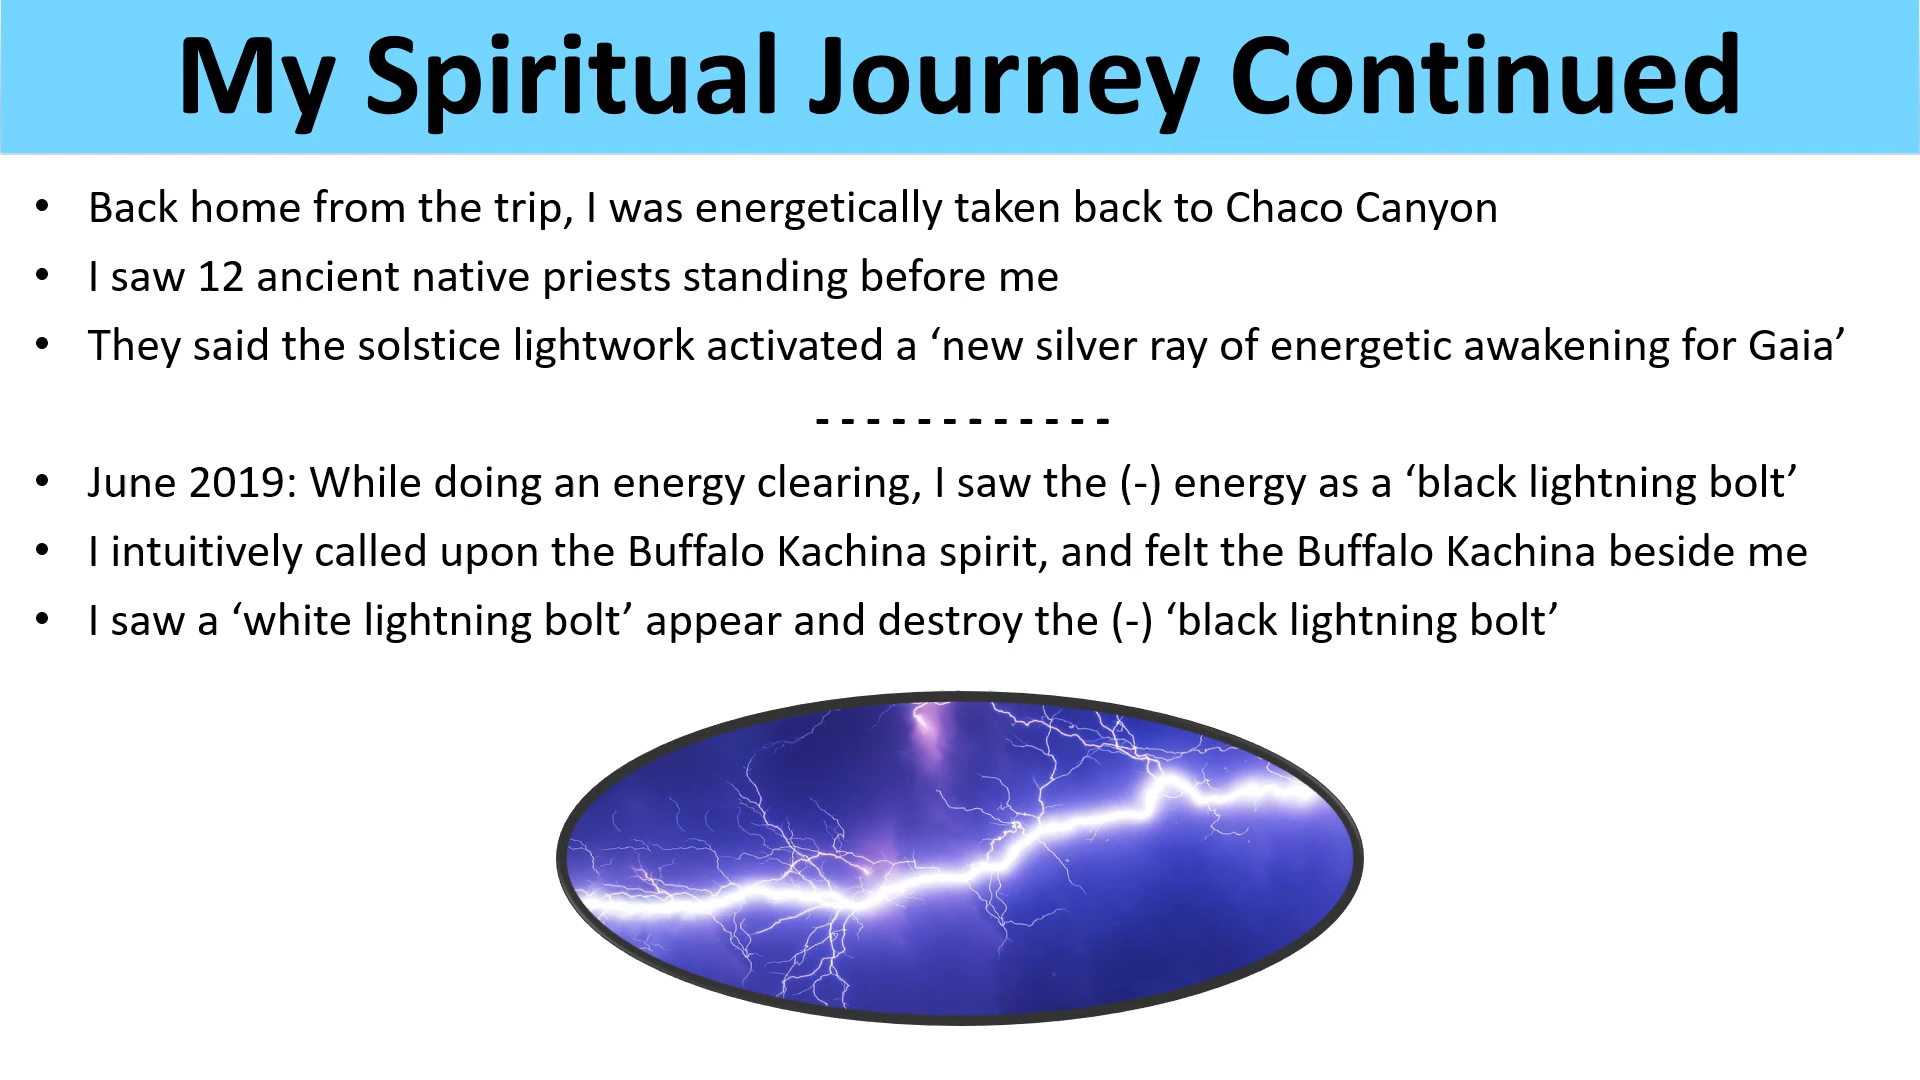 My Spiritual Journey Continued
• Back home from the trip, I was energetically taken back to Chaco Canyon
• I saw 12 ancient native priests standing before me
• They said the solstice lightwork activated a ‘new silver ray of energetic awakening for Gaia’
- - - - - - - - - - - -
• June 2019: While doing an energy clearing, I saw the (-) energy as a ‘black lightning bolt’
• I intuitively called upon the Buffalo Kachina spirit, and felt the Buffalo Kachina beside me
• I saw a ‘white lightning bolt’ appear and destroy the (-) ‘black lightning bolt’